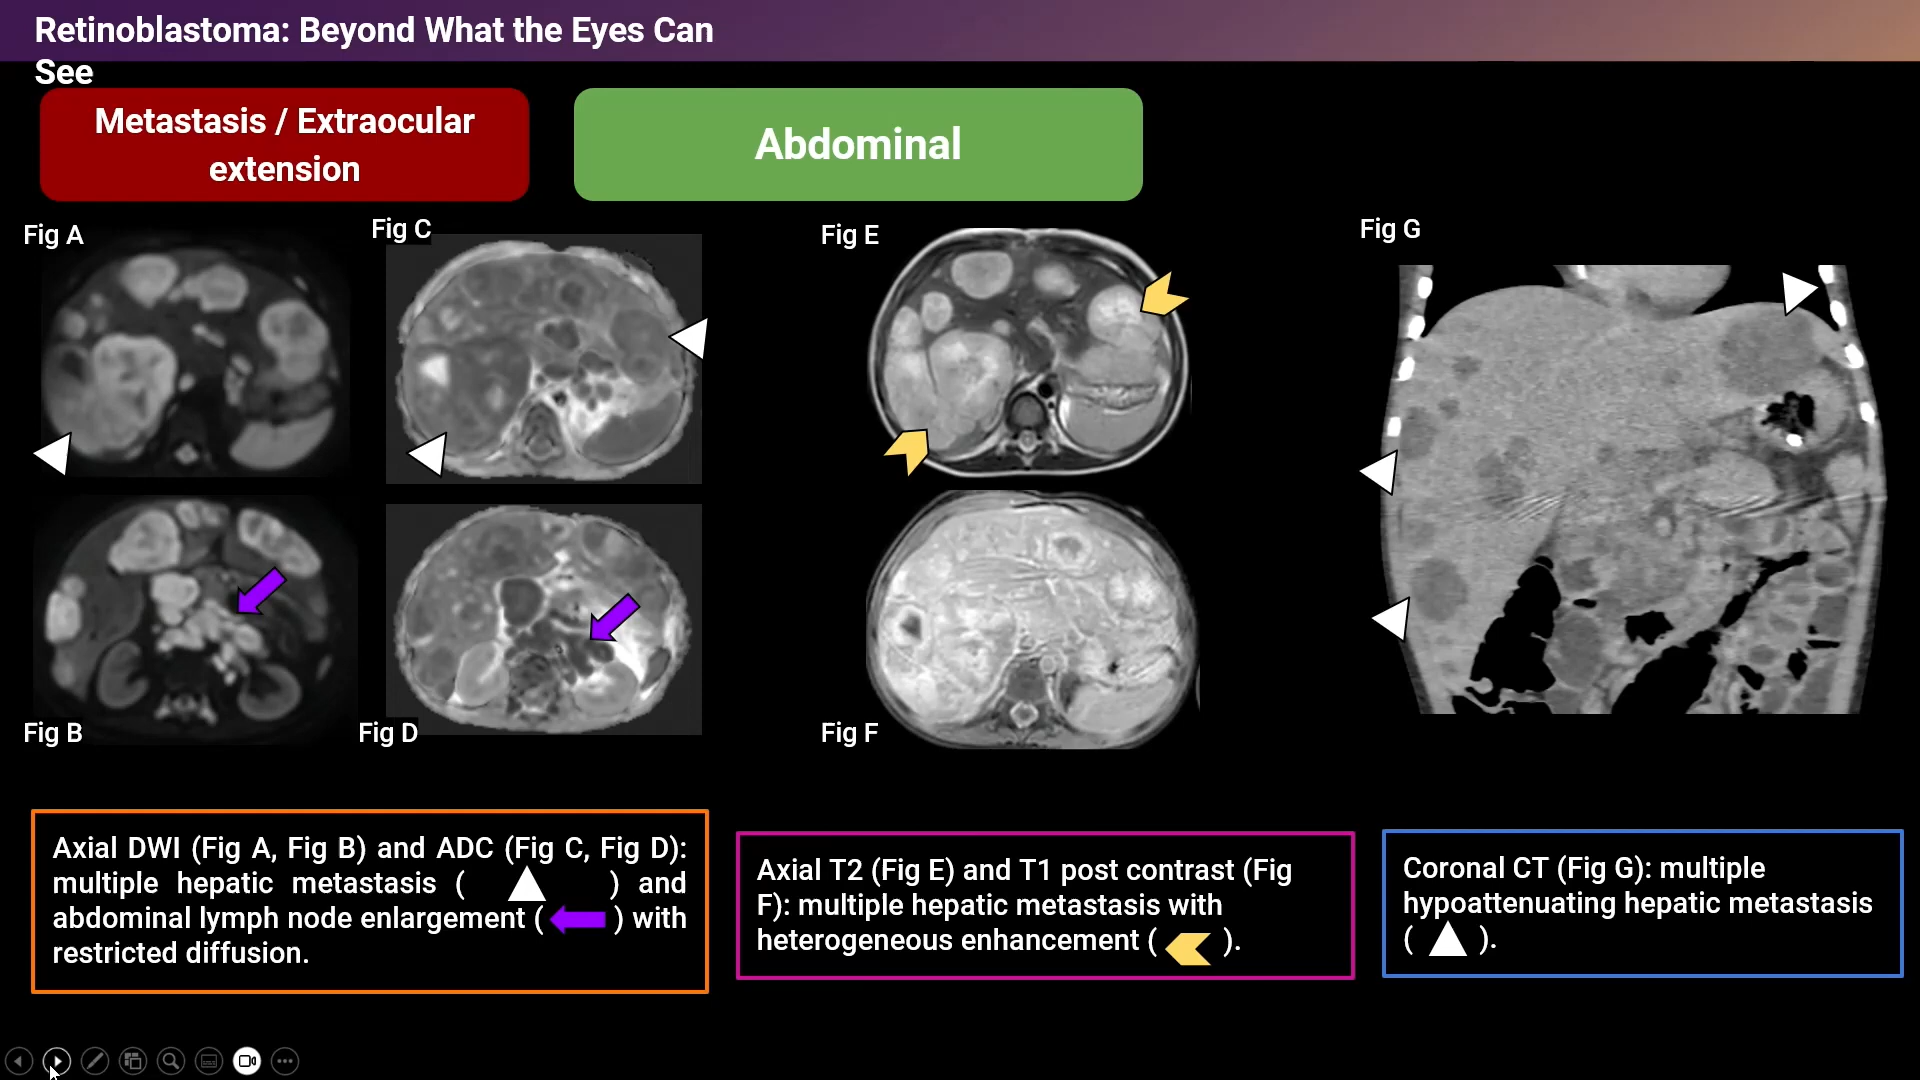 Retinoblastoma: Beyond What the Eyes Can
See
Metastasis / Extraocular
extension
Abdominal
Fig A
Fig C
Fig E
Fig G
Fig B
Fig D
Fig F
Axial DWI (Fig A, Fig B) and ADC (Fig C, Fig D):
multiple hepatic metastasis ( ) and
abdominal lymph node enlargement ( ) with
restricted diffusion.
Axial T2 (Fig E) and T1 post contrast (Fig
F): multiple hepatic metastasis with
heterogeneous enhancement ( ).
Coronal CT (Fig G): multiple
hypoattenuating hepatic metastasis
( ).